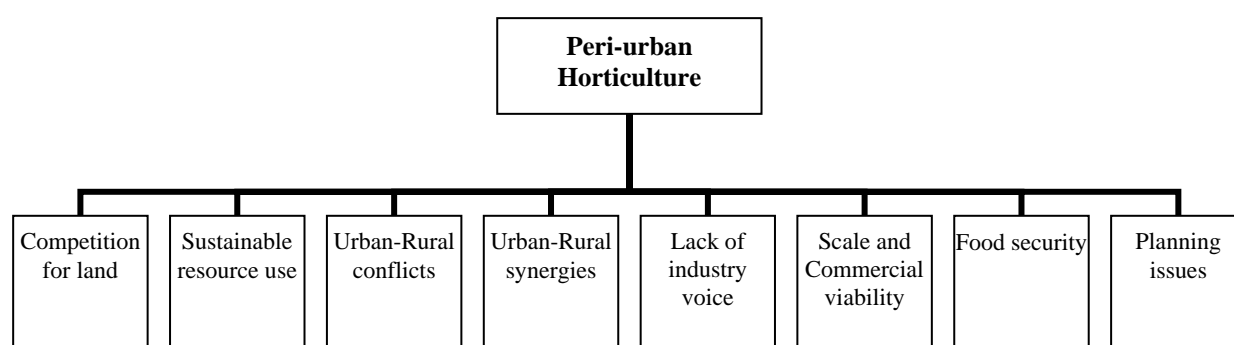 Peri-urban
Horticulture
Competition
for land
Sustainable
resource use
Urban-Rural
conflicts
Urban-Rural
synergies
Lack of
industry
voice
Scale and
Commercial
viability
Food security
Planning
issues